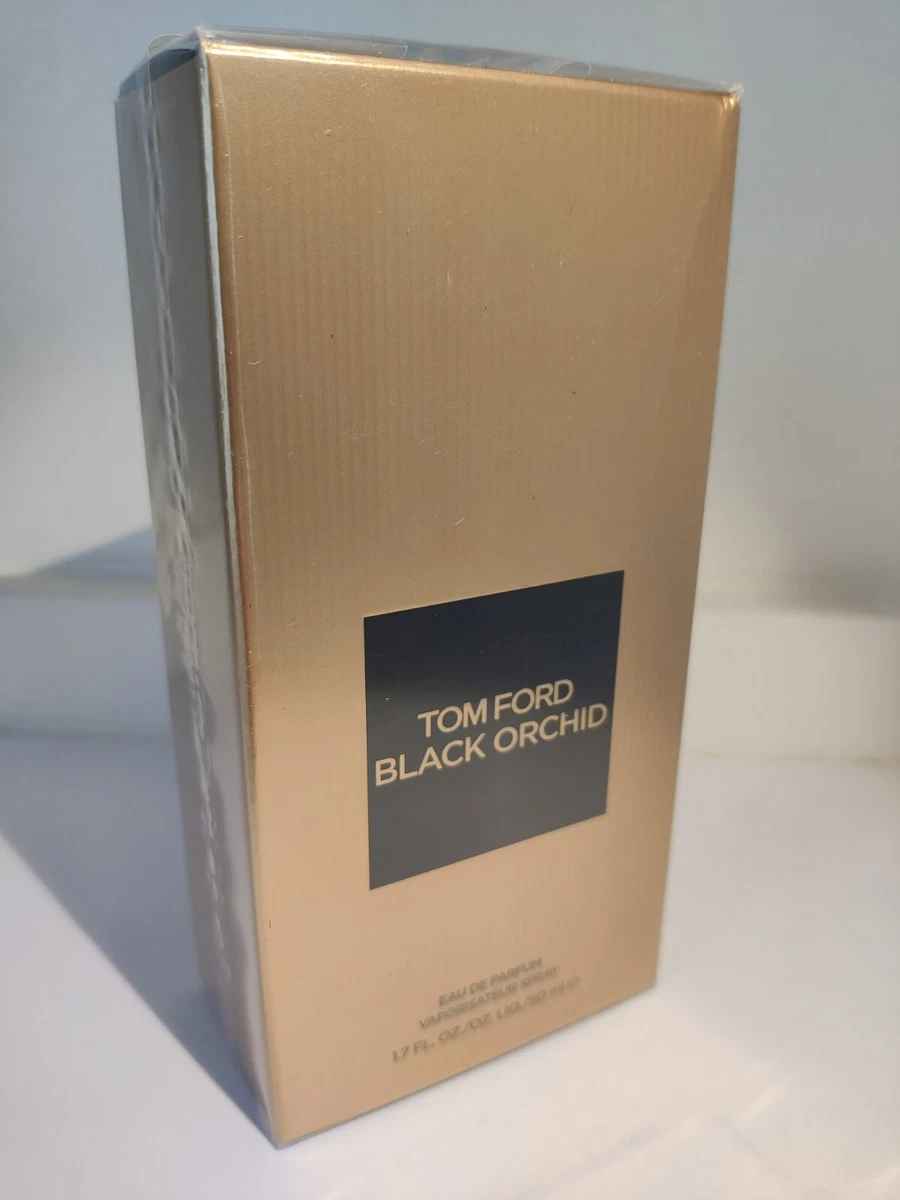 TOM FORD
BLACK ORCHID
EAU DE PARFUM
VAPORISATEUR SPRAY
1.7 FL. OZ./OZ. LIQ./50 ml ℮